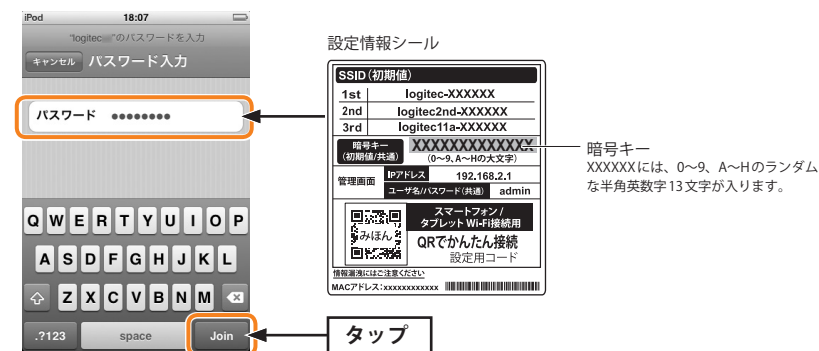 iPod 18:07
"logitec "のパスワードを入力
キャンセル パスワード入力
パスワード ●●●●●●●●
Q W E R T Y U I O P
A S D F G H J K L
Z X C V B N M
.?123 space Join
設定情報シール
SSID（初期値）
1st logitec-XXXXXX
2nd logitec2nd-XXXXXX
3rd logitec11a-XXXXXX
暗号キー
（初期値/共通）
XXXXXXXXXXXXX
（0～9、A～Hの大文字）
管理画面
IPアドレス 192.168.2.1
ユーザ名/パスワード（共通） admin
みほん
スマートフォン/
タブレット Wi-Fi接続用
QRでかんたん接続
設定用コード
情報漏洩にはご注意ください
MACアドレス：xxxxxxxxxxxx
暗号キー
XXXXXXには、0～9、A～Hのランダム
な半角英数字13文字が入ります。
タップ